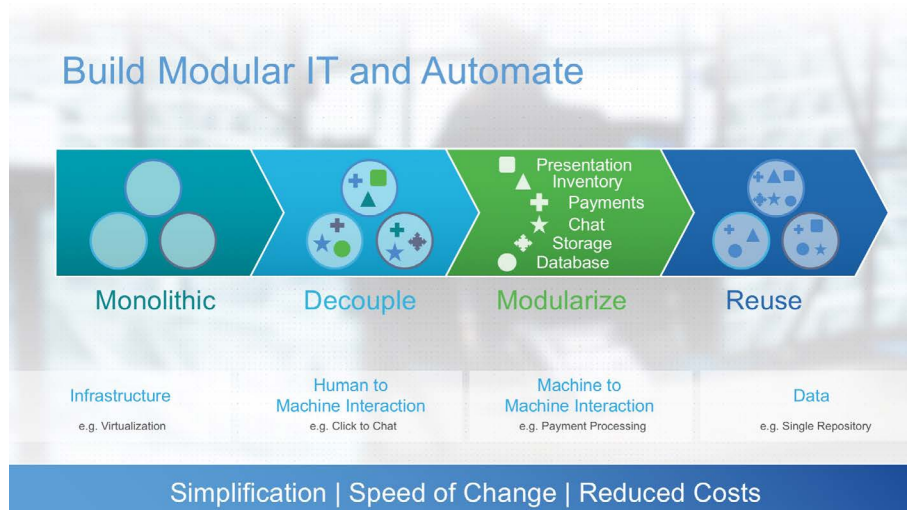 Build Modular IT and Automate
Presentation
Inventory
Payments
Chat
Storage
Database
Monolithic
Decouple
Modularize
Reuse
Infrastructure
e.g. Virtualization
Human to
Machine Interaction
e.g. Click to Chat
Machine to
Machine Interaction
e.g. Payment Processing
Data
e.g. Single Repository
Simplification | Speed of Change | Reduced Costs